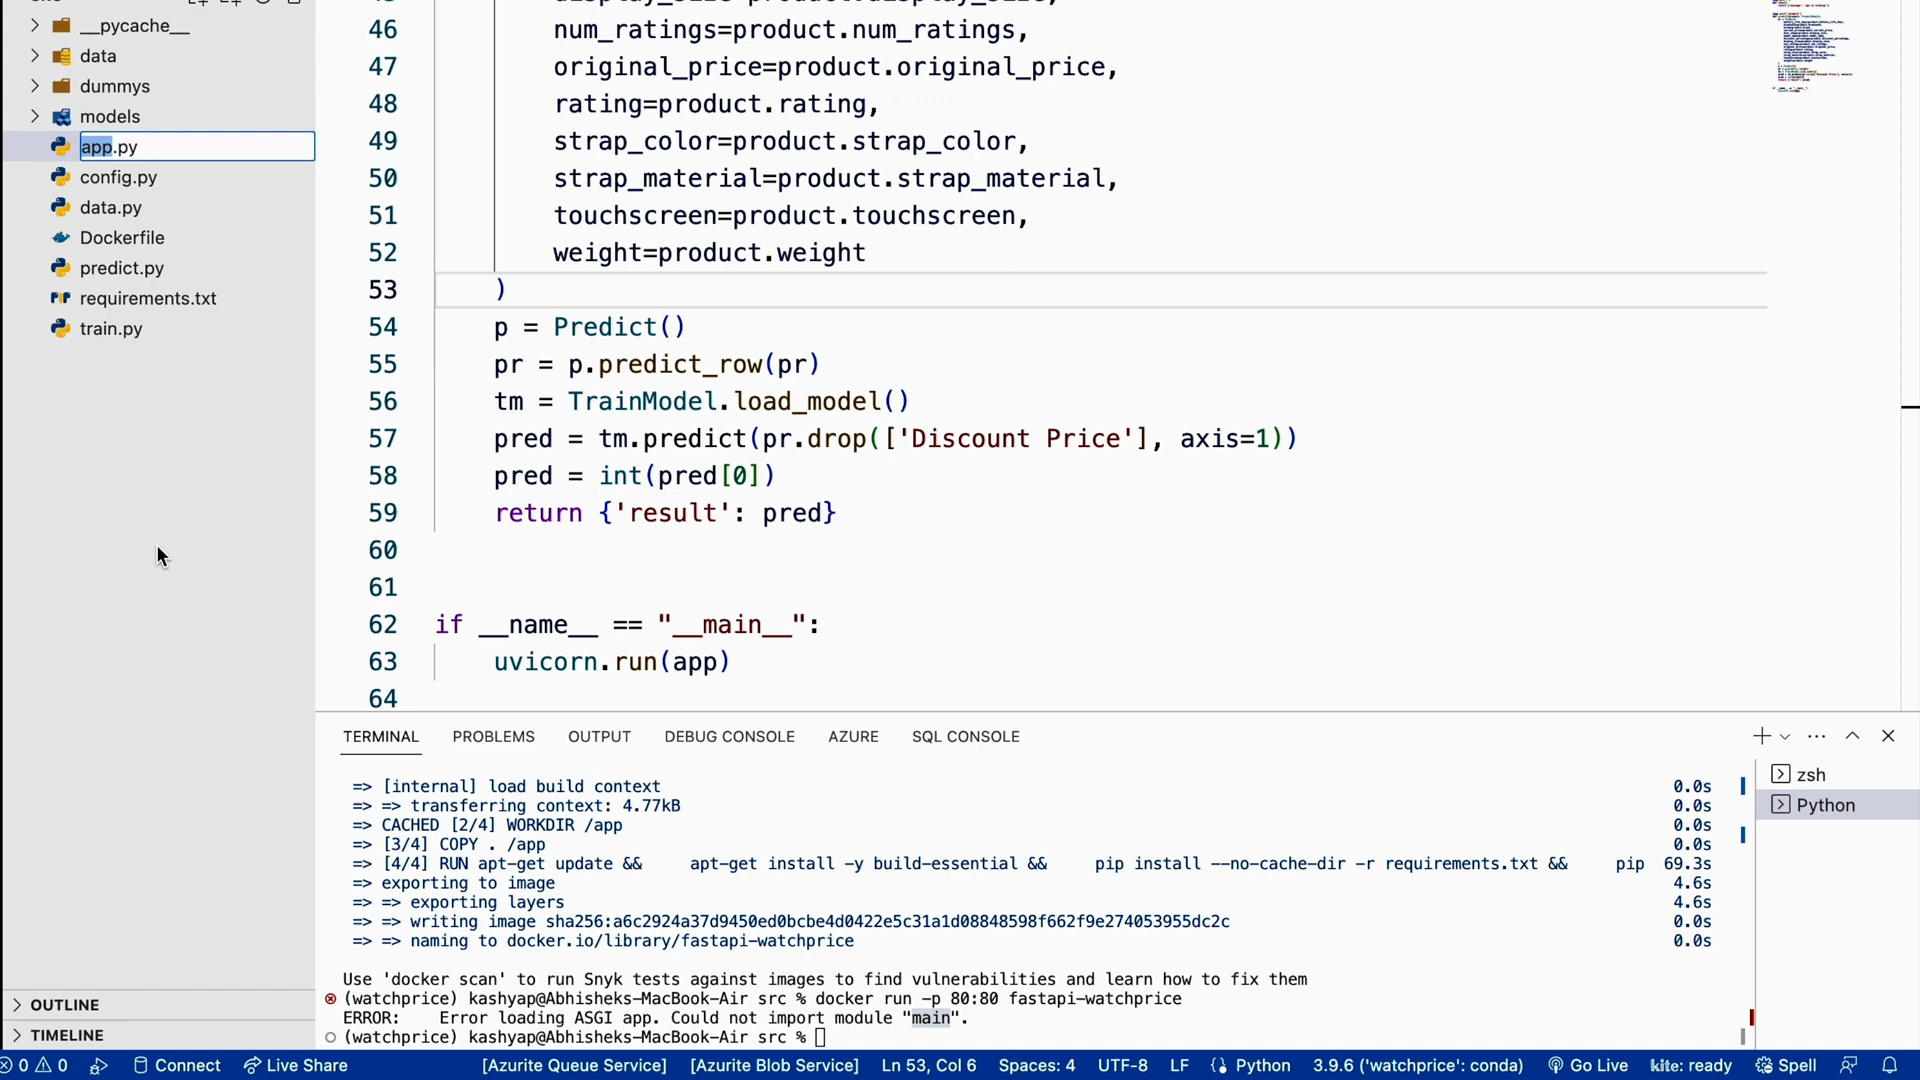 __pycache__
data
dummys
models
app.py
config.py
data.py
Dockerfile
predict.py
requirements.txt
train.py
OUTLINE
TIMELINE
46 num_ratings=product.num_ratings,
47 original_price=product.original_price,
48 rating=product.rating,
49 strap_color=product.strap_color,
50 strap_material=product.strap_material,
51 touchscreen=product.touchscreen,
52 weight=product.weight
53 )
54 p = Predict()
55 pr = p.predict_row(pr)
56 tm = TrainModel.load_model()
57 pred = tm.predict(pr.drop(['Discount Price'], axis=1))
58 pred = int(pred[0])
59 return {'result': pred}
60
61
62 if __name__ == "__main__":
63 uvicorn.run(app)
64
TERMINAL PROBLEMS OUTPUT DEBUG CONSOLE AZURE SQL CONSOLE
=> [internal] load build context 0.0s
=> => transferring context: 4.77kB 0.0s
=> CACHED [2/4] WORKDIR /app 0.0s
=> [3/4] COPY . /app 0.0s
=> [4/4] RUN apt-get update && apt-get install -y build-essential && pip install --no-cache-dir -r requirements.txt && pip 69.3s
=> exporting to image 4.6s
=> => exporting layers 4.6s
=> => writing image sha256:a6c2924a37d9450ed0bcbe4d0422e5c31a1d08848598f662f9e274053955dc2c 0.0s
=> => naming to docker.io/library/fastapi-watchprice 0.0s
Use 'docker scan' to run Snyk tests against images to find vulnerabilities and learn how to fix them
(watchprice) kashyap@Abhisheks-MacBook-Air src % docker run -p 80:80 fastapi-watchprice
ERROR: Error loading ASGI app. Could not import module "main".
(watchprice) kashyap@Abhisheks-MacBook-Air src %
zsh
Python
0 0 Connect Live Share [Azurite Queue Service] [Azurite Blob Service] Ln 53, Col 6 Spaces: 4 UTF-8 LF Python 3.9.6 ('watchprice': conda) Go Live kite: ready Spell